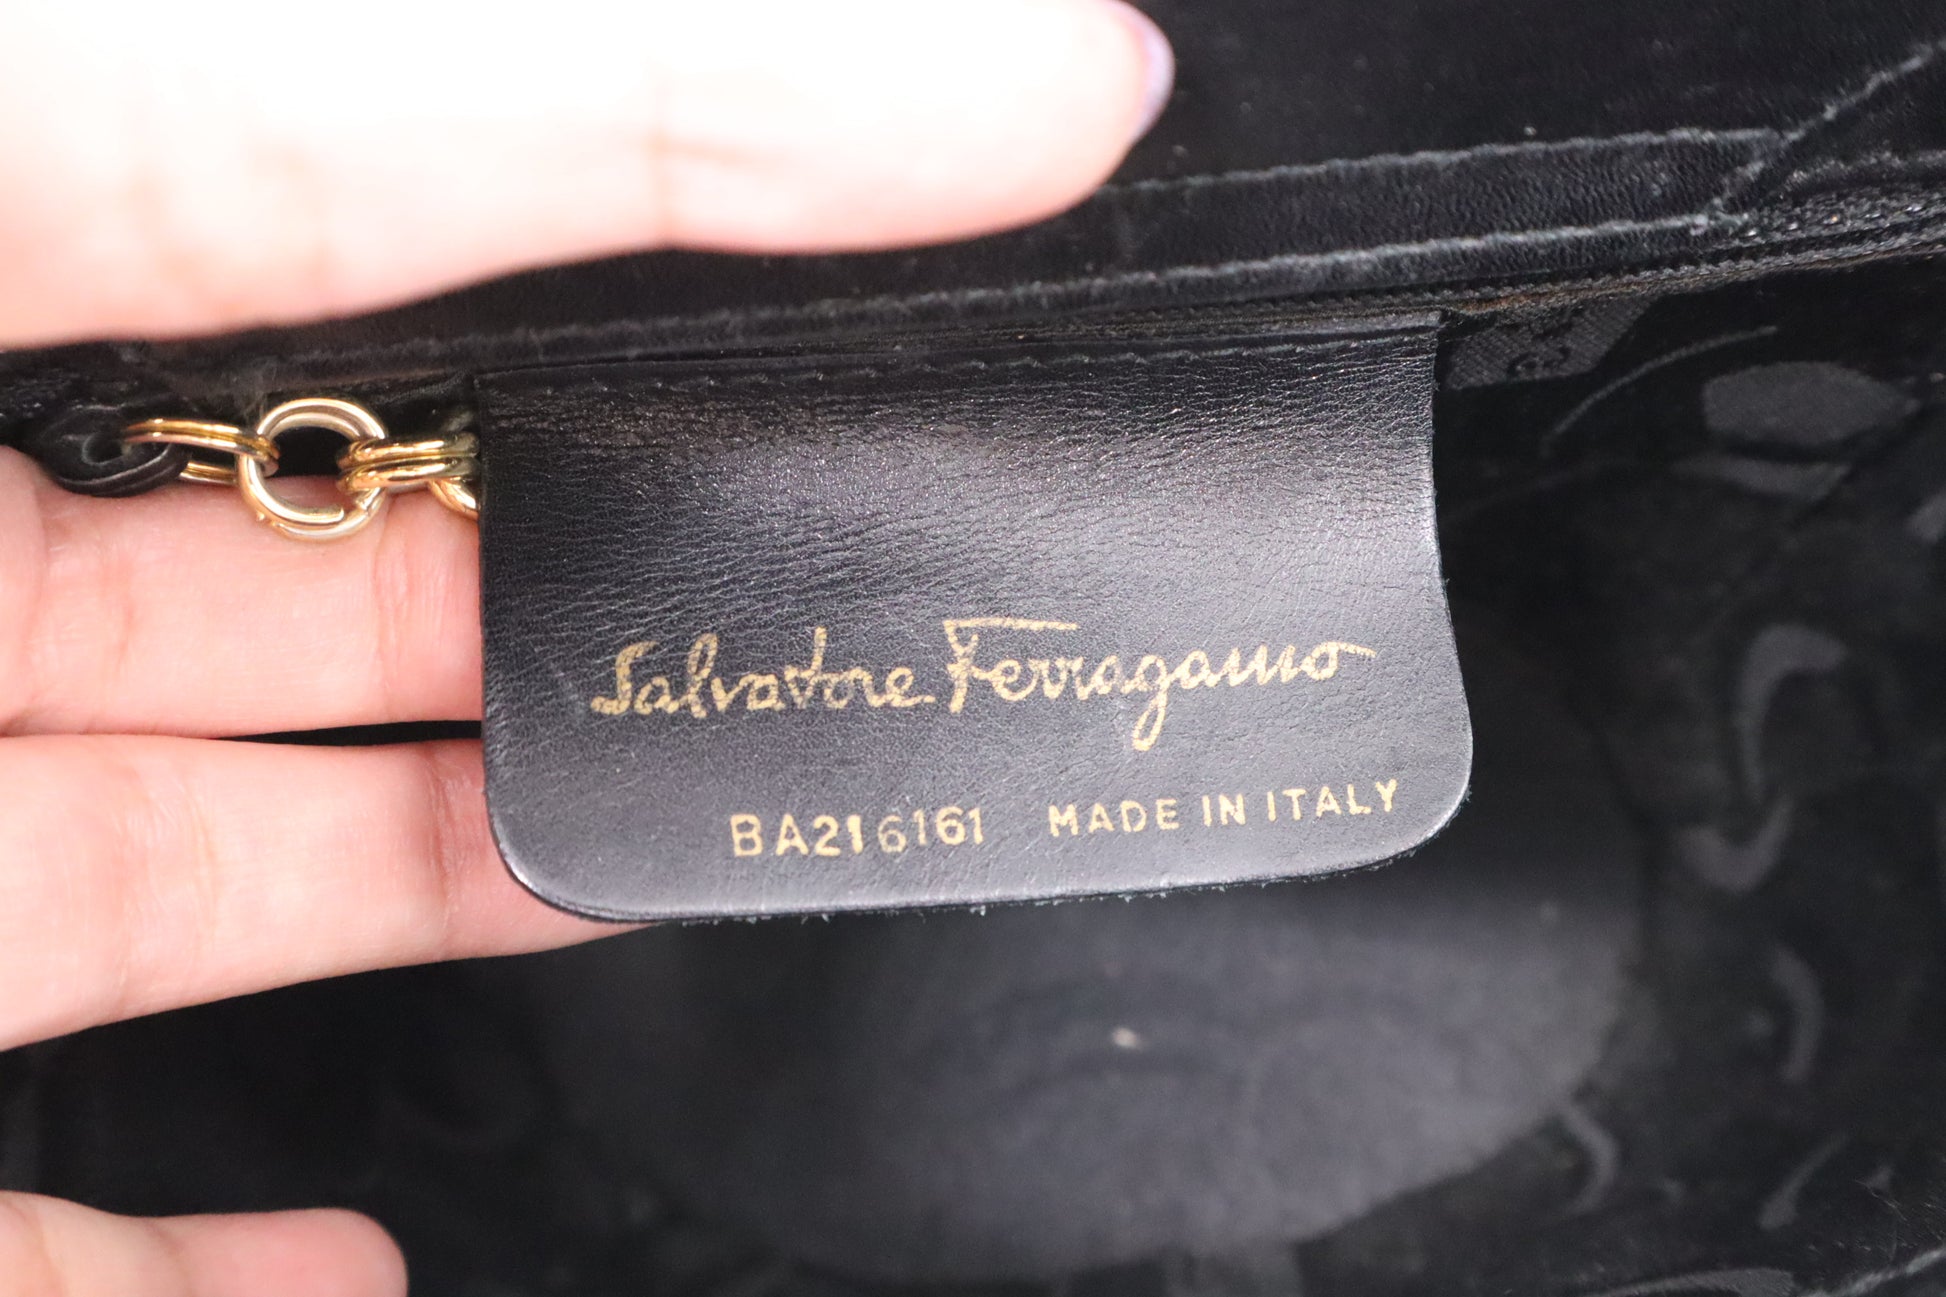 Salvatore Ferragamo
BA216161 MADE IN ITALY